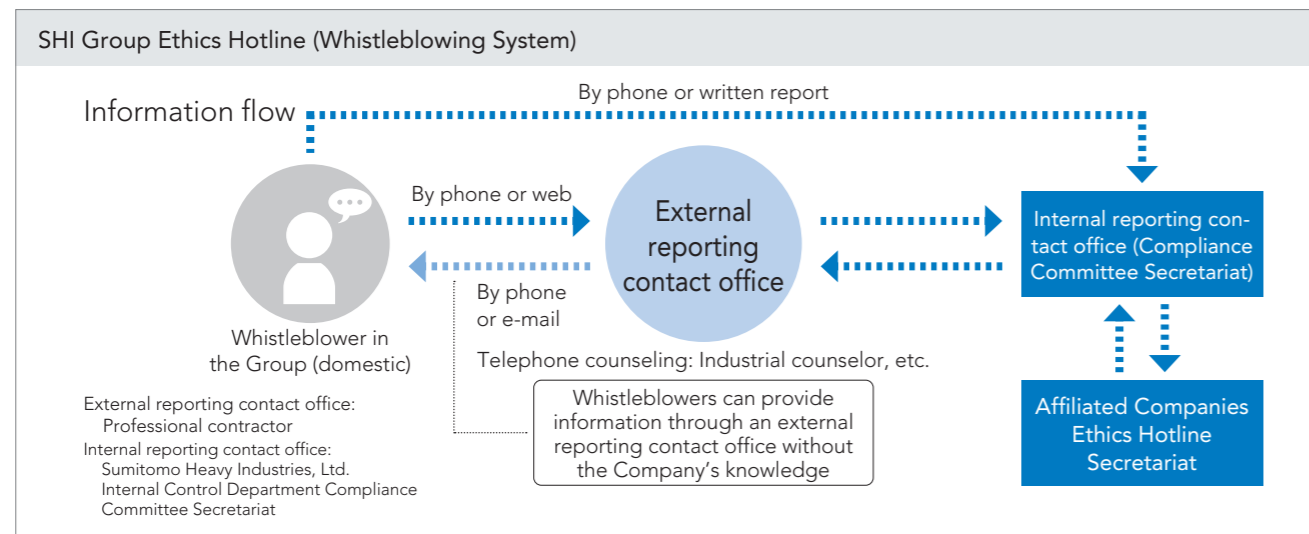 SHI Group Ethics Hotline (Whistleblowing System)
Information flow
By phone or written report
By phone or web
External
reporting
contact office
Internal reporting con-
tact office (Compliance
Committee Secretariat)
By phone
or e-mail
Whistleblower in
the Group (domestic)
Telephone counseling: Industrial counselor, etc.
Whistleblowers can provide
information through an external
reporting contact office without
the Company's knowledge
Affiliated Companies
Ethics Hotline
Secretariat
External reporting contact office:
Professional contractor
Internal reporting contact office:
Sumitomo Heavy Industries, Ltd.
Internal Control Department Compliance
Committee Secretariat